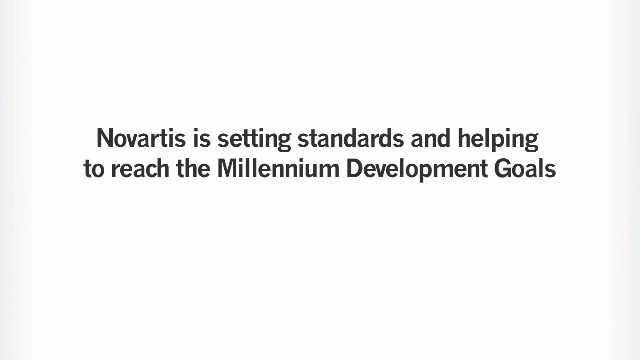 Novartis is setting standards and helping
to reach the Millennium Development Goals